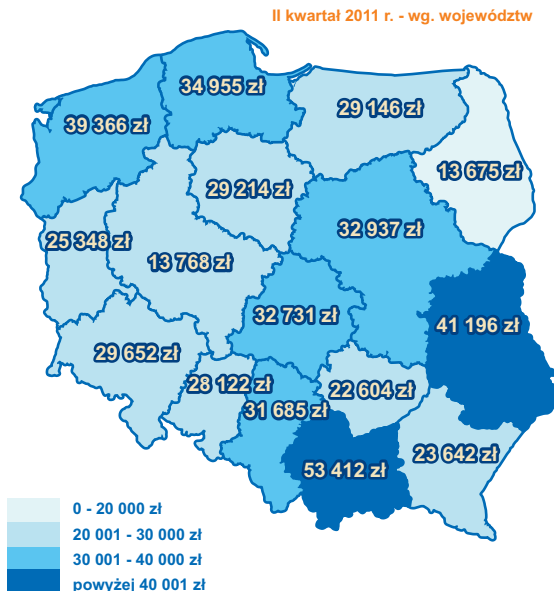 II kwartał 2011 r. - wg. województw
34 955 zł
29 146 zł
39 366 zł
13 675 zł
29 214 zł
32 937 zł
25 348 zł
13 768 zł
32 731 zł
41 196 zł
29 652 zł
28 122 zł
22 604 zł
31 685 zł
23 642 zł
53 412 zł
0 - 20 000 zł
20 001 - 30 000 zł
30 001 - 40 000 zł
powyżej 40 001 zł